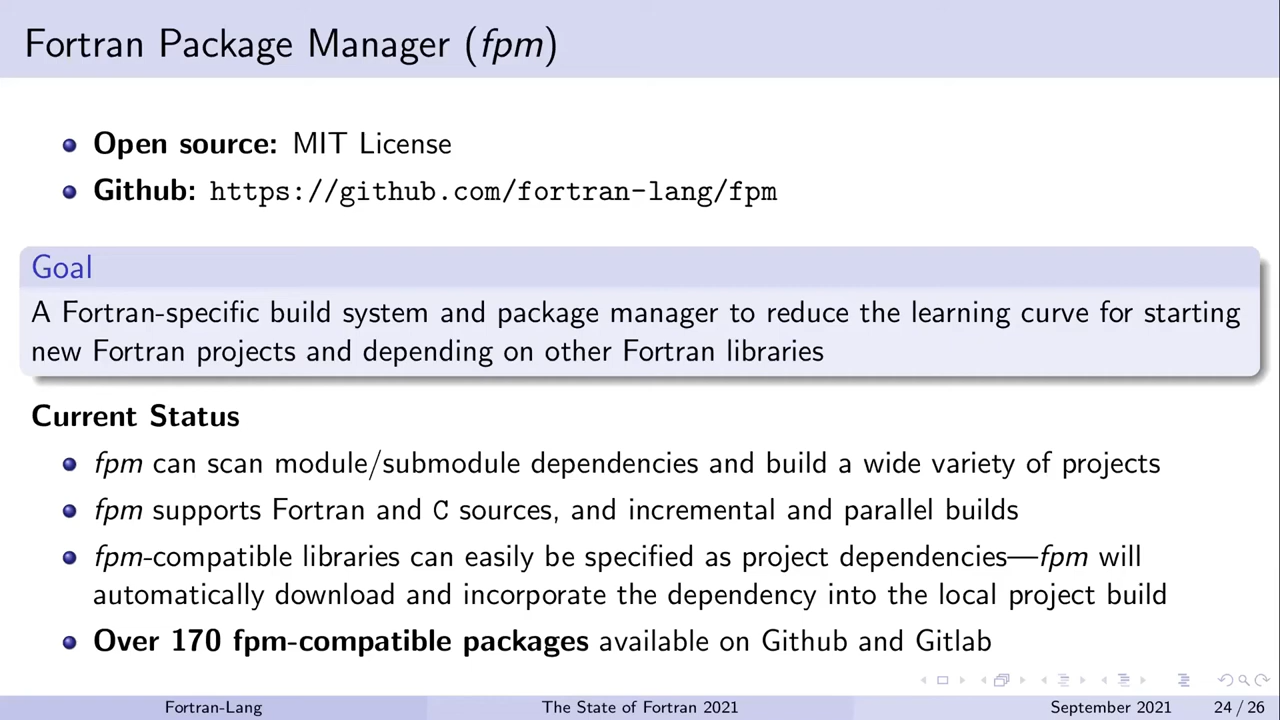 Fortran Package Manager (fpm)
Open source: MIT License
Github: https://github.com/fortran-lang/fpm
Goal
A Fortran-specific build system and package manager to reduce the learning curve for starting
new Fortran projects and depending on other Fortran libraries
Current Status
fpm can scan module/submodule dependencies and build a wide variety of projects
fpm supports Fortran and C sources, and incremental and parallel builds
fpm-compatible libraries can easily be specified as project dependencies—fpm will
automatically download and incorporate the dependency into the local project build
Over 170 fpm-compatible packages available on Github and Gitlab
Fortran-Lang The State of Fortran 2021 September 2021 24 / 26